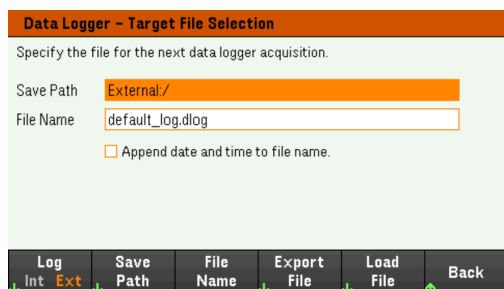 Data Logger - Target File Selection
Specify the file for the next data logger acquisition.
Save Path
External:/
File Name
default_log.dlog
Append date and time to file name.
Log
Int Ext
Save
Path
File
Name
Export
File
Load
File
Back